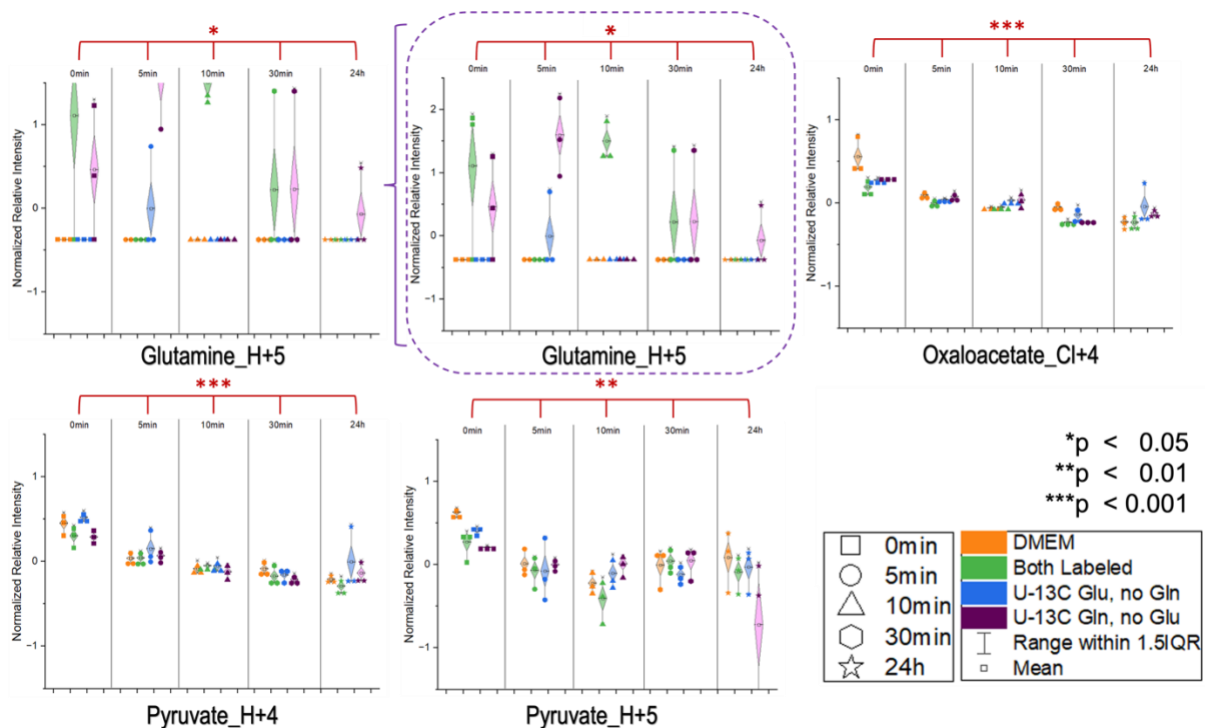 *
0min 5min 10min 30min 24h
Normalized Relative Intensity
1
0
−1
Glutamine_H+5
*
0min 5min 10min 30min 24h
Normalized Relative Intensity
2
1
0
−1
Glutamine_H+5
***
0min 5min 10min 30min 24h
Normalized Relative Intensity
1
0
−1
Oxaloacetate_Cl+4
***
0min 5min 10min 30min 24h
Normalized Relative Intensity
1
0
−1
Pyruvate_H+4
**
0min 5min 10min 30min 24h
Normalized Relative Intensity
1
0
−1
Pyruvate_H+5
*p < 0.05
**p < 0.01
***p < 0.001
0min
5min
10min
30min
24h
DMEM
Both Labeled
U-13C Glu, no Gln
U-13C Gln, no Glu
Range within 1.5IQR
Mean